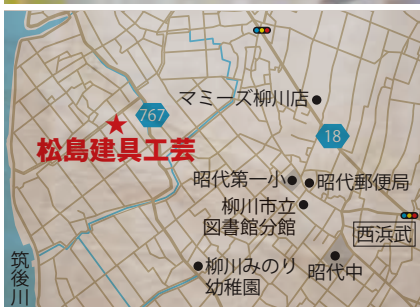 767
マミーズ柳川店
松島建具工芸
18
昭代第一小
昭代郵便局
柳川市立
図書館分館
西浜武
筑後川
柳川みのり
幼稚園
昭代中